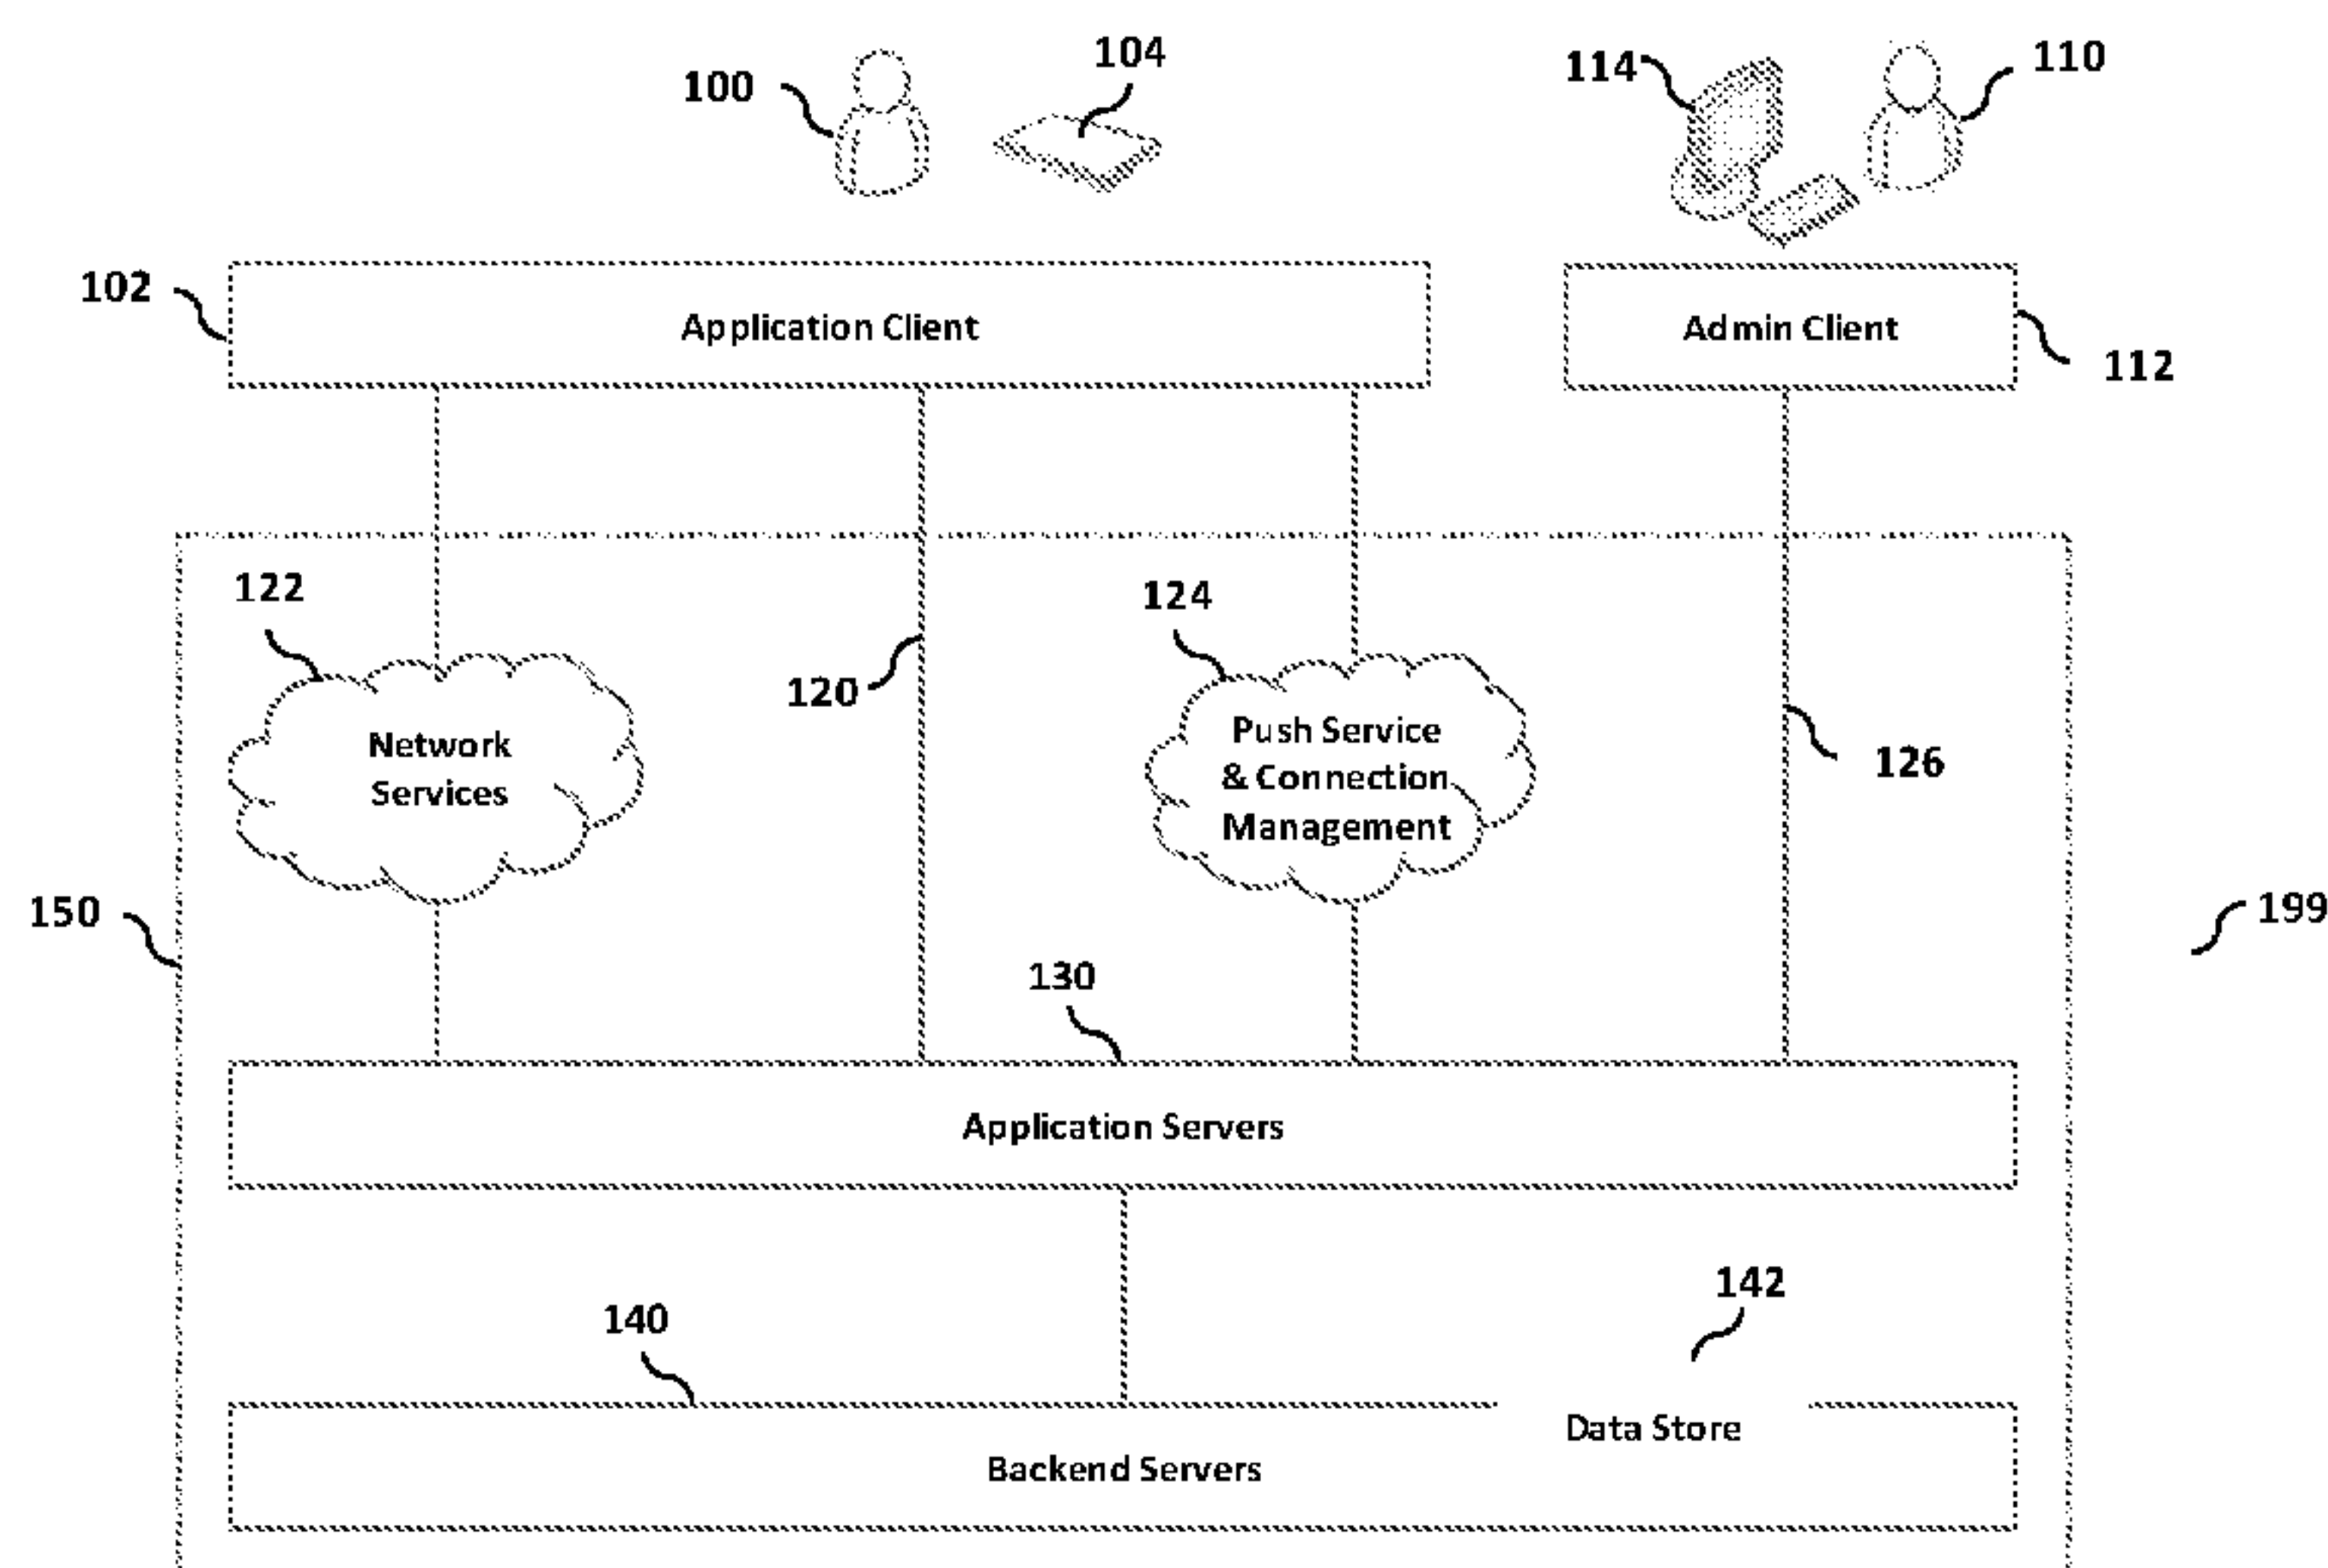 100
104
114
110
102
Application Client
Admin Client
112
122
124
120
Network
Services
Push Service
& Connection
Management
126
150
199
130
Application Servers
142
140
Data Store
Backend Servers